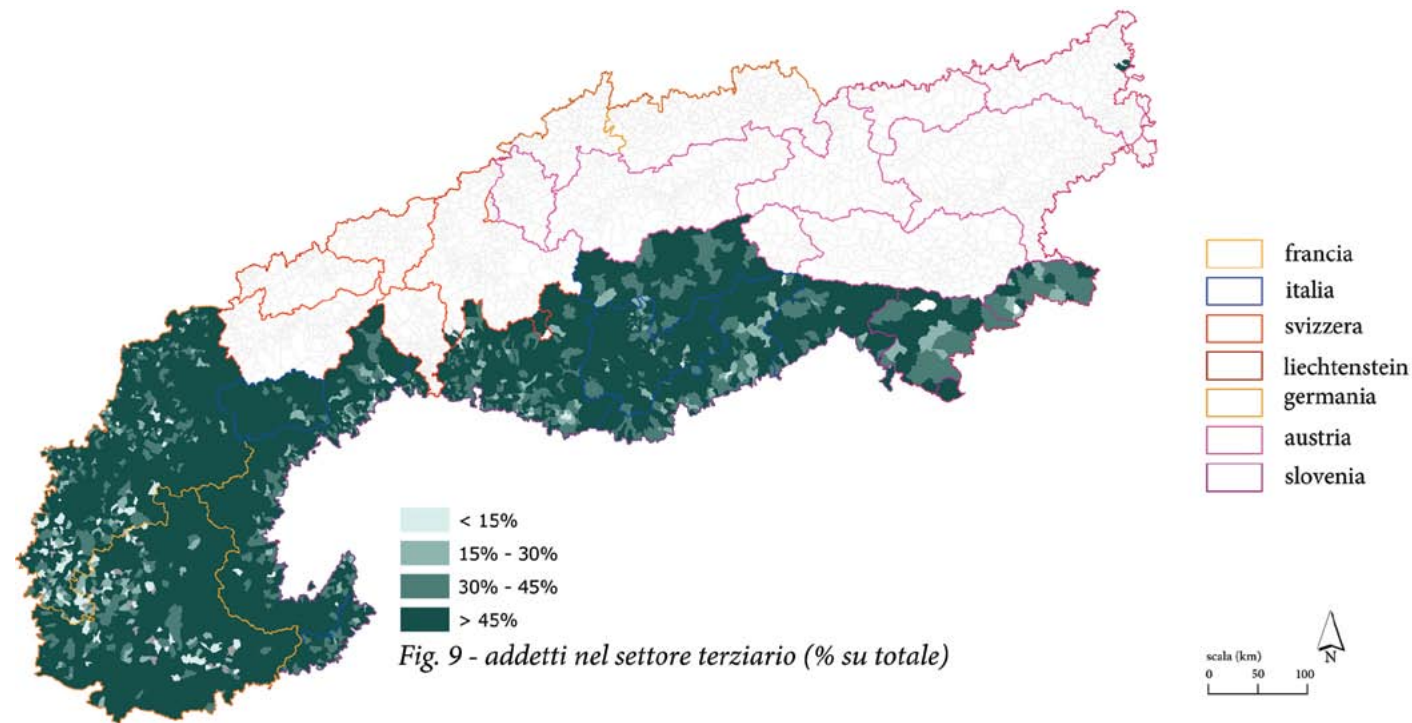 francia
italia
svizzera
liechtenstein
germania
austria
slovenia
< 15%
15% - 30%
30% - 45%
> 45%
Fig. 9 - addetti nel settore terziario (% su totale)
scala (km)
0 50 100
N